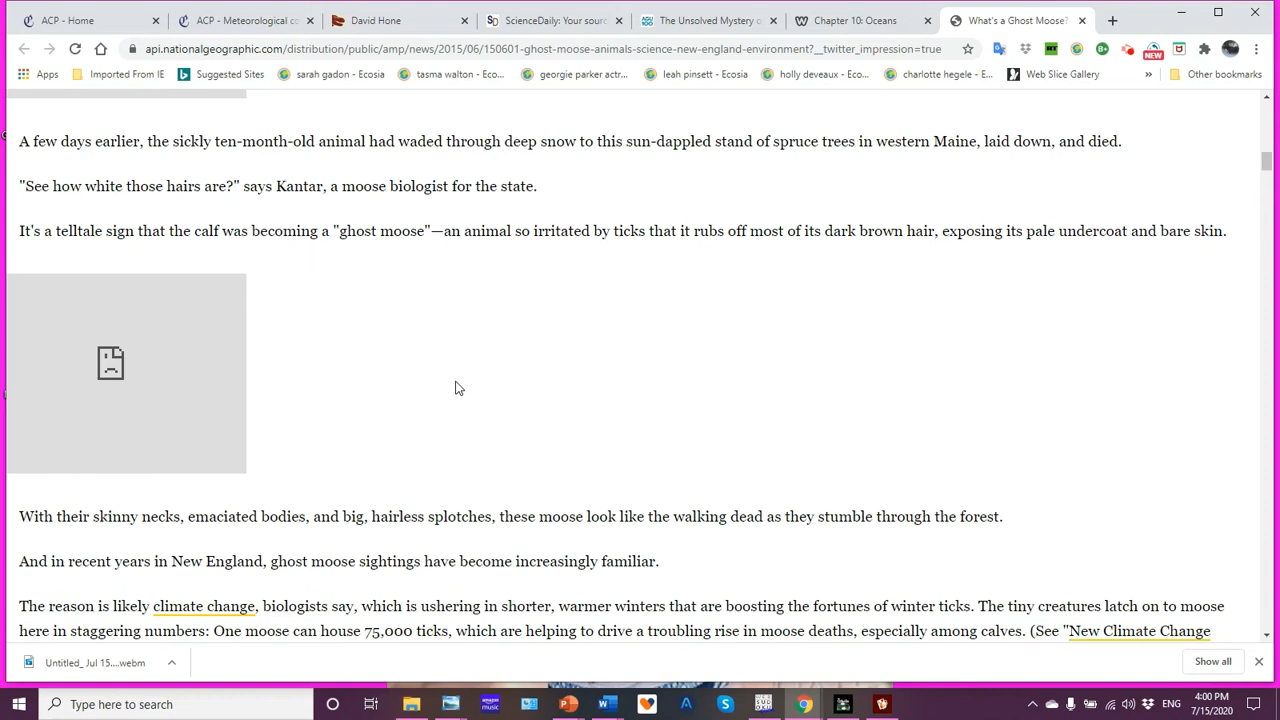 ACP - Home
ACP - Meteorological co
David Hone
ScienceDaily: Your sour
The Unsolved Mystery o
Chapter 10: Oceans
What's a Ghost Moose?
api.nationalgeographic.com/distribution/public/amp/news/2015/06/150601-ghost-moose-animals-science-new-england-environment?__twitter_impression=true
NEW
Apps
Imported From IE
Suggested Sites
sarah gadon - Ecosia
tasma walton - Eco...
georgie parker actr...
leah pinsett - Ecosia
holly deveaux - Eco...
charlotte hegele - E...
Web Slice Gallery
»
Other bookmarks
A few days earlier, the sickly ten-month-old animal had waded through deep snow to this sun-dappled stand of spruce trees in western Maine, laid down, and died.
"See how white those hairs are?" says Kantar, a moose biologist for the state.
It's a telltale sign that the calf was becoming a "ghost moose"—an animal so irritated by ticks that it rubs off most of its dark brown hair, exposing its pale undercoat and bare skin.
With their skinny necks, emaciated bodies, and big, hairless splotches, these moose look like the walking dead as they stumble through the forest.
And in recent years in New England, ghost moose sightings have become increasingly familiar.
The reason is likely climate change, biologists say, which is ushering in shorter, warmer winters that are boosting the fortunes of winter ticks. The tiny creatures latch on to moose
here in staggering numbers: One moose can house 75,000 ticks, which are helping to drive a troubling rise in moose deaths, especially among calves. (See "New Climate Change
Untitled_ Jul 15....webm
Show all
Type here to search
ENG
4:00 PM
7/15/2020